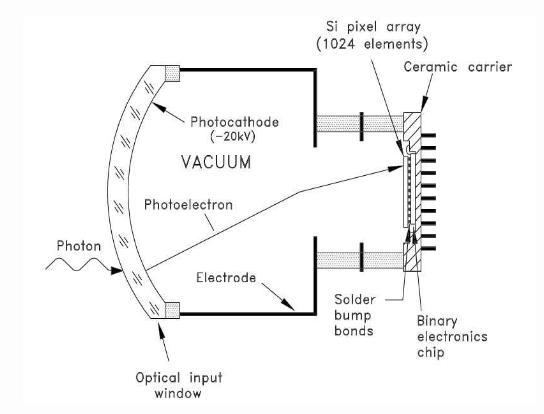 Si pixel array
(1024 elements)
Ceramic carrier
Photocathode
(-20kV)
VACUUM
Photoelectron
Photon
Electrode
Solder
bump
bonds
Binary
electronics
chip
Optical input
window